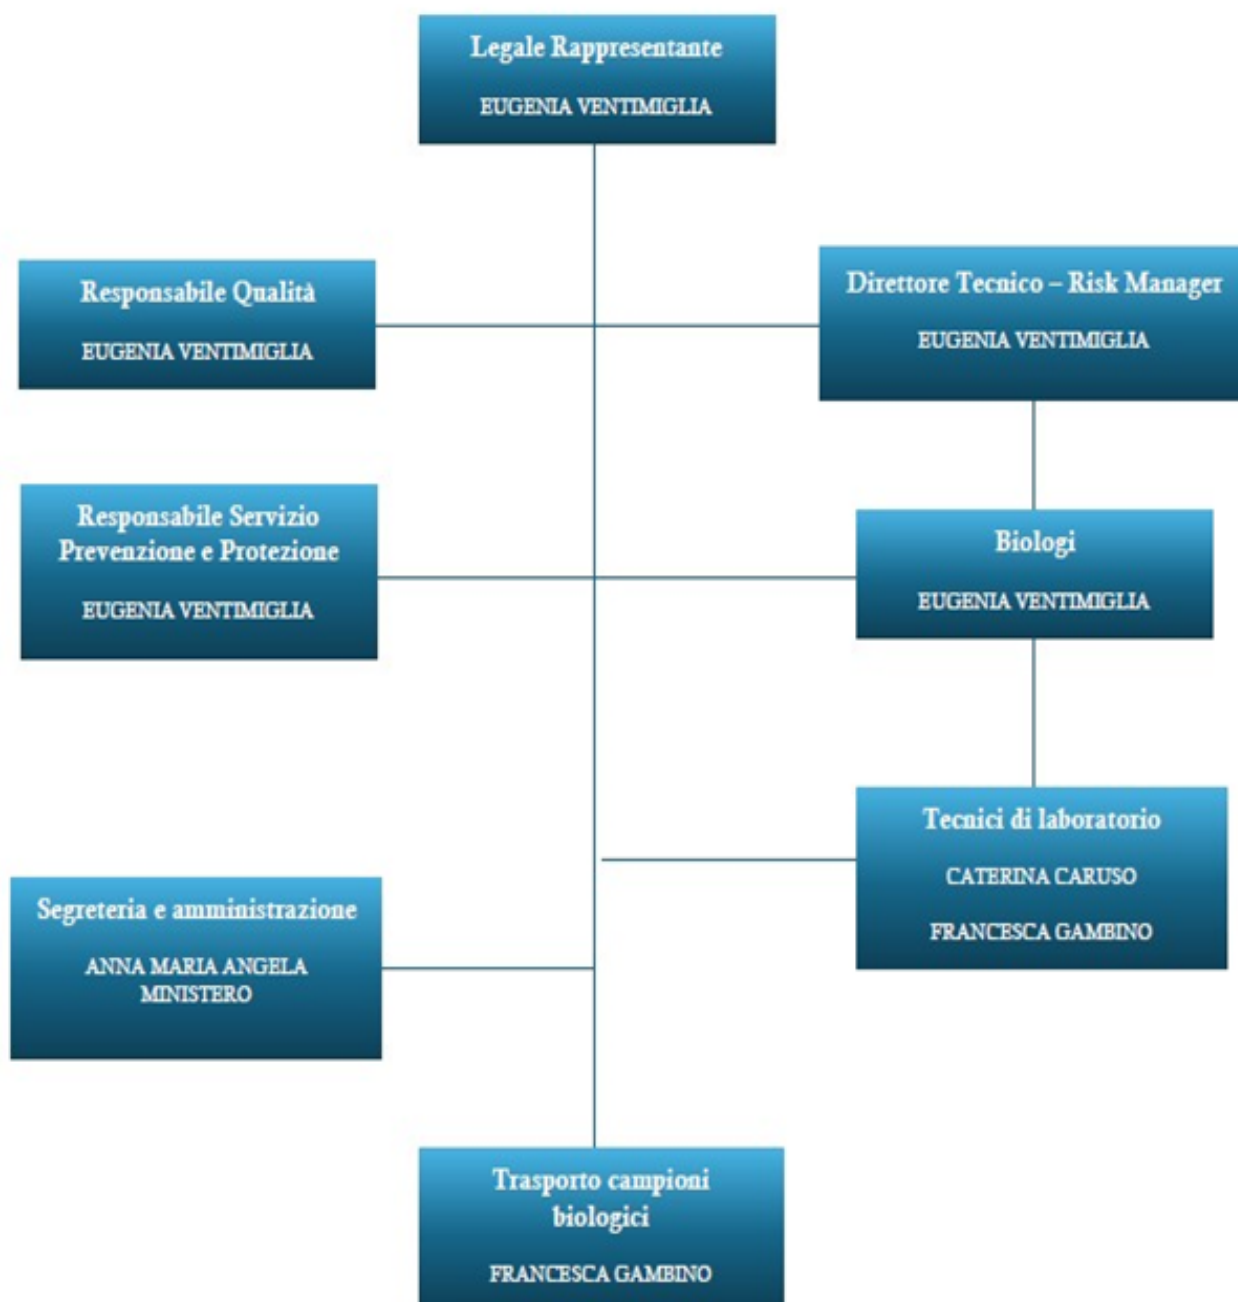 Legale Rappresentante
EUGENIA VENTIMIGLIA
Responsabile Qualità
EUGENIA VENTIMIGLIA
Direttore Tecnico – Risk Manager
EUGENIA VENTIMIGLIA
Responsabile Servizio
Prevenzione e Protezione
EUGENIA VENTIMIGLIA
Biologi
EUGENIA VENTIMIGLIA
Tecnici di laboratorio
CATERINA CARUSO
FRANCESCA GAMBINO
Segreteria e amministrazione
ANNA MARIA ANGELA
MINISTERO
Trasporto campioni
biologici
FRANCESCA GAMBINO